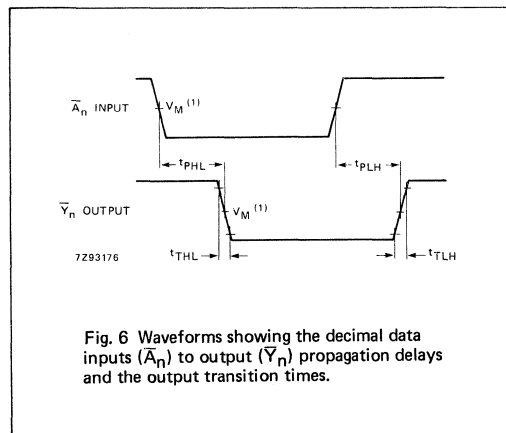 A̅n INPUT
VM (1)
tPHL
tPLH
Y̅n OUTPUT
VM (1)
7Z93176
tTHL
tTLH
Fig. 6 Waveforms showing the decimal data
inputs (A̅n) to output (Y̅n) propagation delays
and the output transition times.